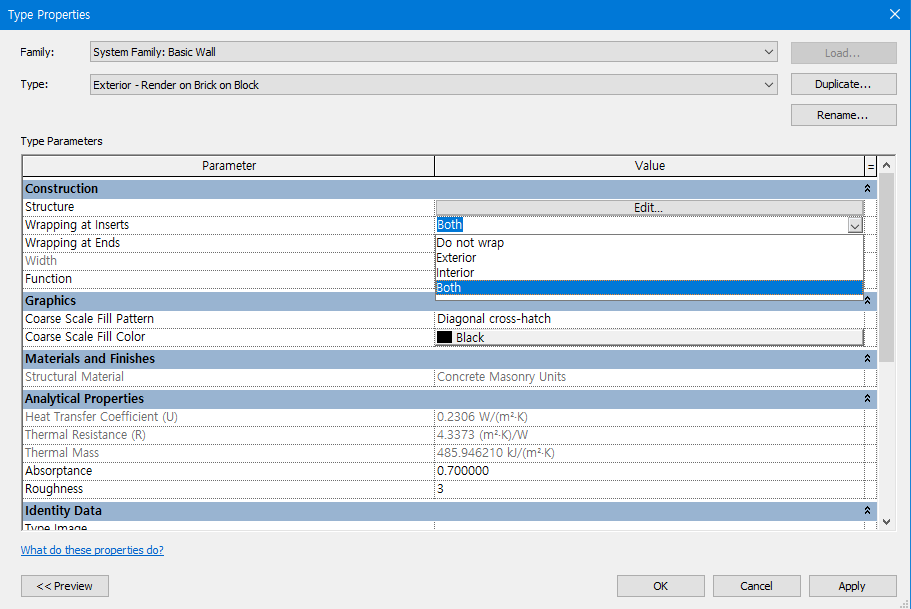 Type Properties
Family: System Family: Basic Wall Load...
Type: Exterior - Render on Brick on Block Duplicate...
Rename...
Type Parameters
Parameter Value =
Construction
Structure Edit...
Wrapping at Inserts Both
Wrapping at Ends Do not wrap
Exterior
Width
Interior
Function
Both
Graphics
Coarse Scale Fill Pattern Diagonal cross-hatch
Coarse Scale Fill Color Black
Materials and Finishes
Structural Material Concrete Masonry Units
Analytical Properties
Heat Transfer Coefficient (U) 0.2306 W/(m²·K)
Thermal Resistance (R) 4.3373 (m²·K)/W
Thermal Mass 485.946210 kJ/(m²·K)
Absorptance 0.700000
Roughness 3
Identity Data
Type Image
What do these properties do?
<< Preview OK Cancel Apply